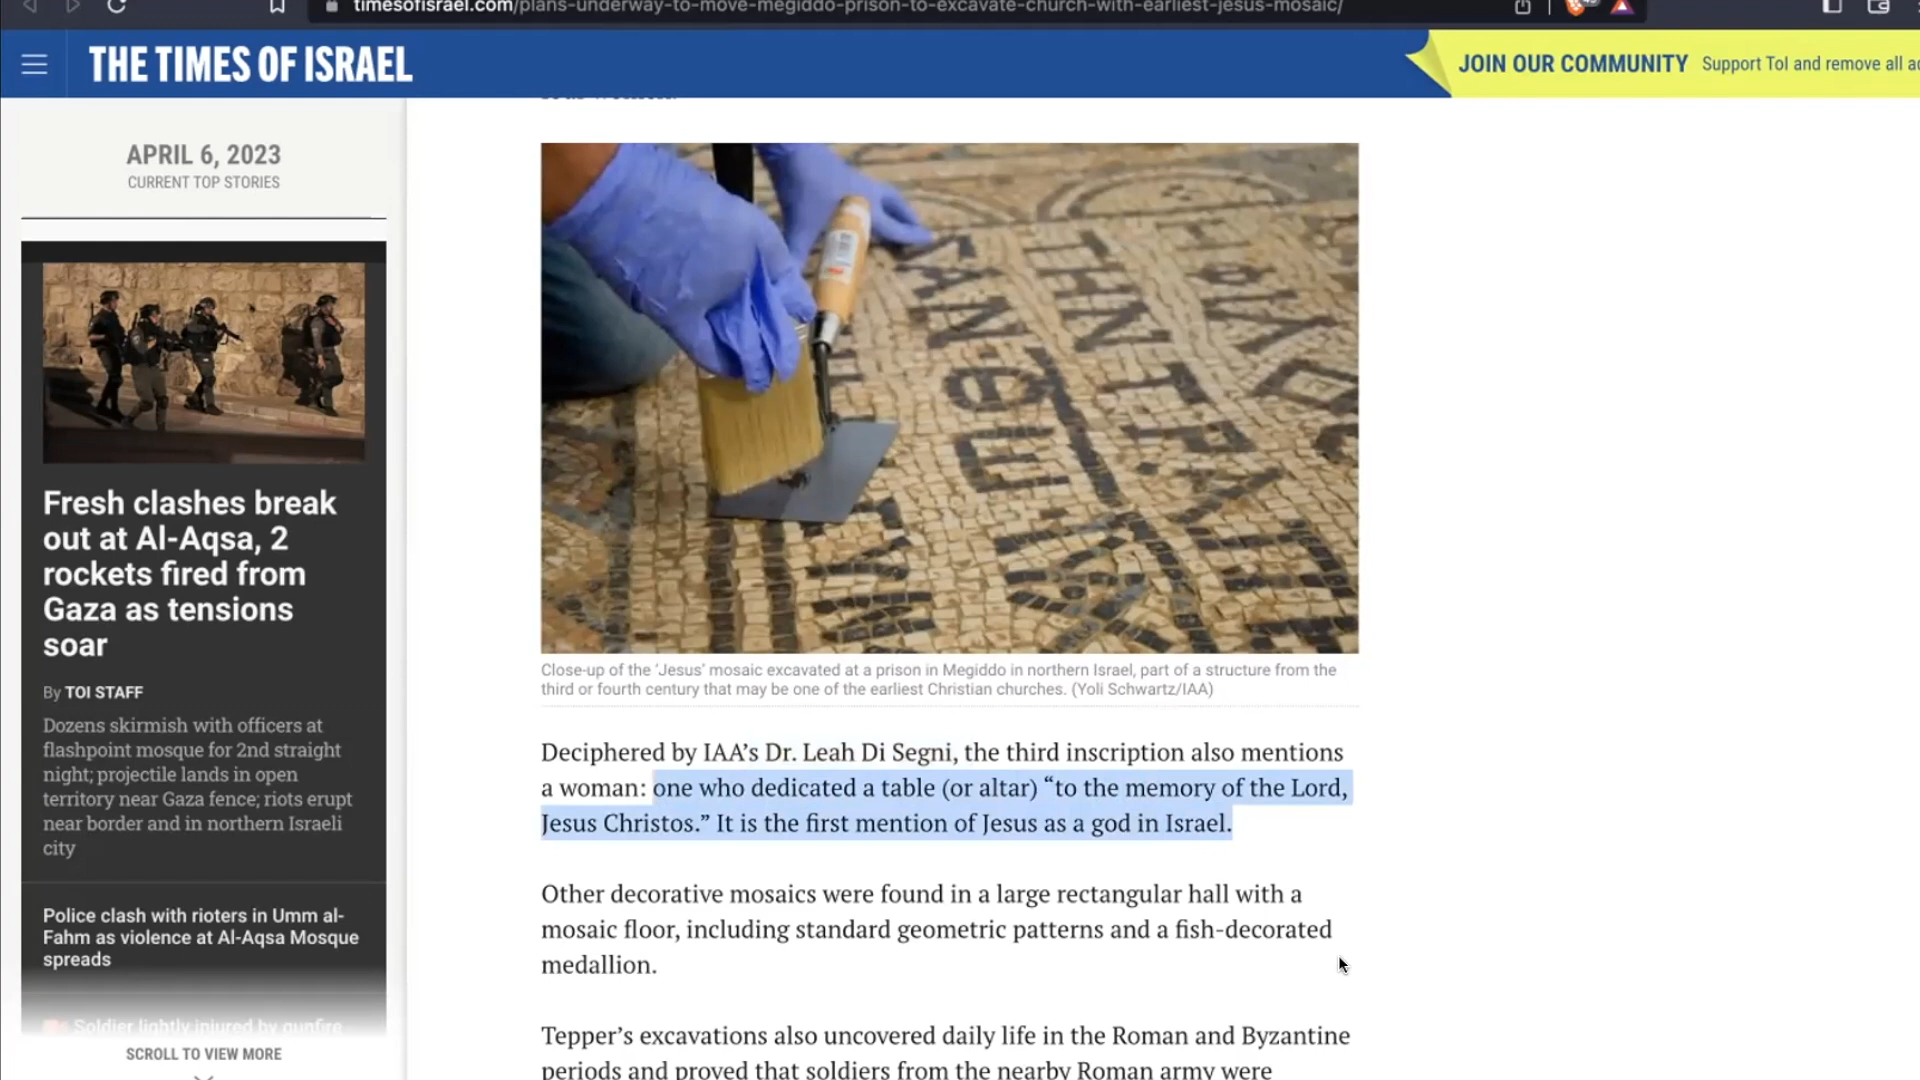 timesofisrael.com/plans-underway-to-move-megiddo-prison-to-excavate-church-with-earliest-jesus-mosaic/
THE TIMES OF ISRAEL
JOIN OUR COMMUNITY Support ToI and remove all
APRIL 6, 2023
CURRENT TOP STORIES
Fresh clashes break
out at Al-Aqsa, 2
rockets fired from
Gaza as tensions
soar
By TOI STAFF
Dozens skirmish with officers at
flashpoint mosque for 2nd straight
night; projectile lands in open
territory near Gaza fence; riots erupt
near border and in northern Israeli
city
Police clash with rioters in Umm al-
Fahm as violence at Al-Aqsa Mosque
spreads
Soldier lightly injured by gunfire
SCROLL TO VIEW MORE
Close-up of the 'Jesus' mosaic excavated at a prison in Megiddo in northern Israel, part of a structure from the
third or fourth century that may be one of the earliest Christian churches. (Yoli Schwartz/IAA)
Deciphered by IAA's Dr. Leah Di Segni, the third inscription also mentions
a woman: one who dedicated a table (or altar) “to the memory of the Lord,
Jesus Christos.” It is the first mention of Jesus as a god in Israel.
Other decorative mosaics were found in a large rectangular hall with a
mosaic floor, including standard geometric patterns and a fish-decorated
medallion.
Tepper's excavations also uncovered daily life in the Roman and Byzantine
periods and proved that soldiers from the nearby Roman army were